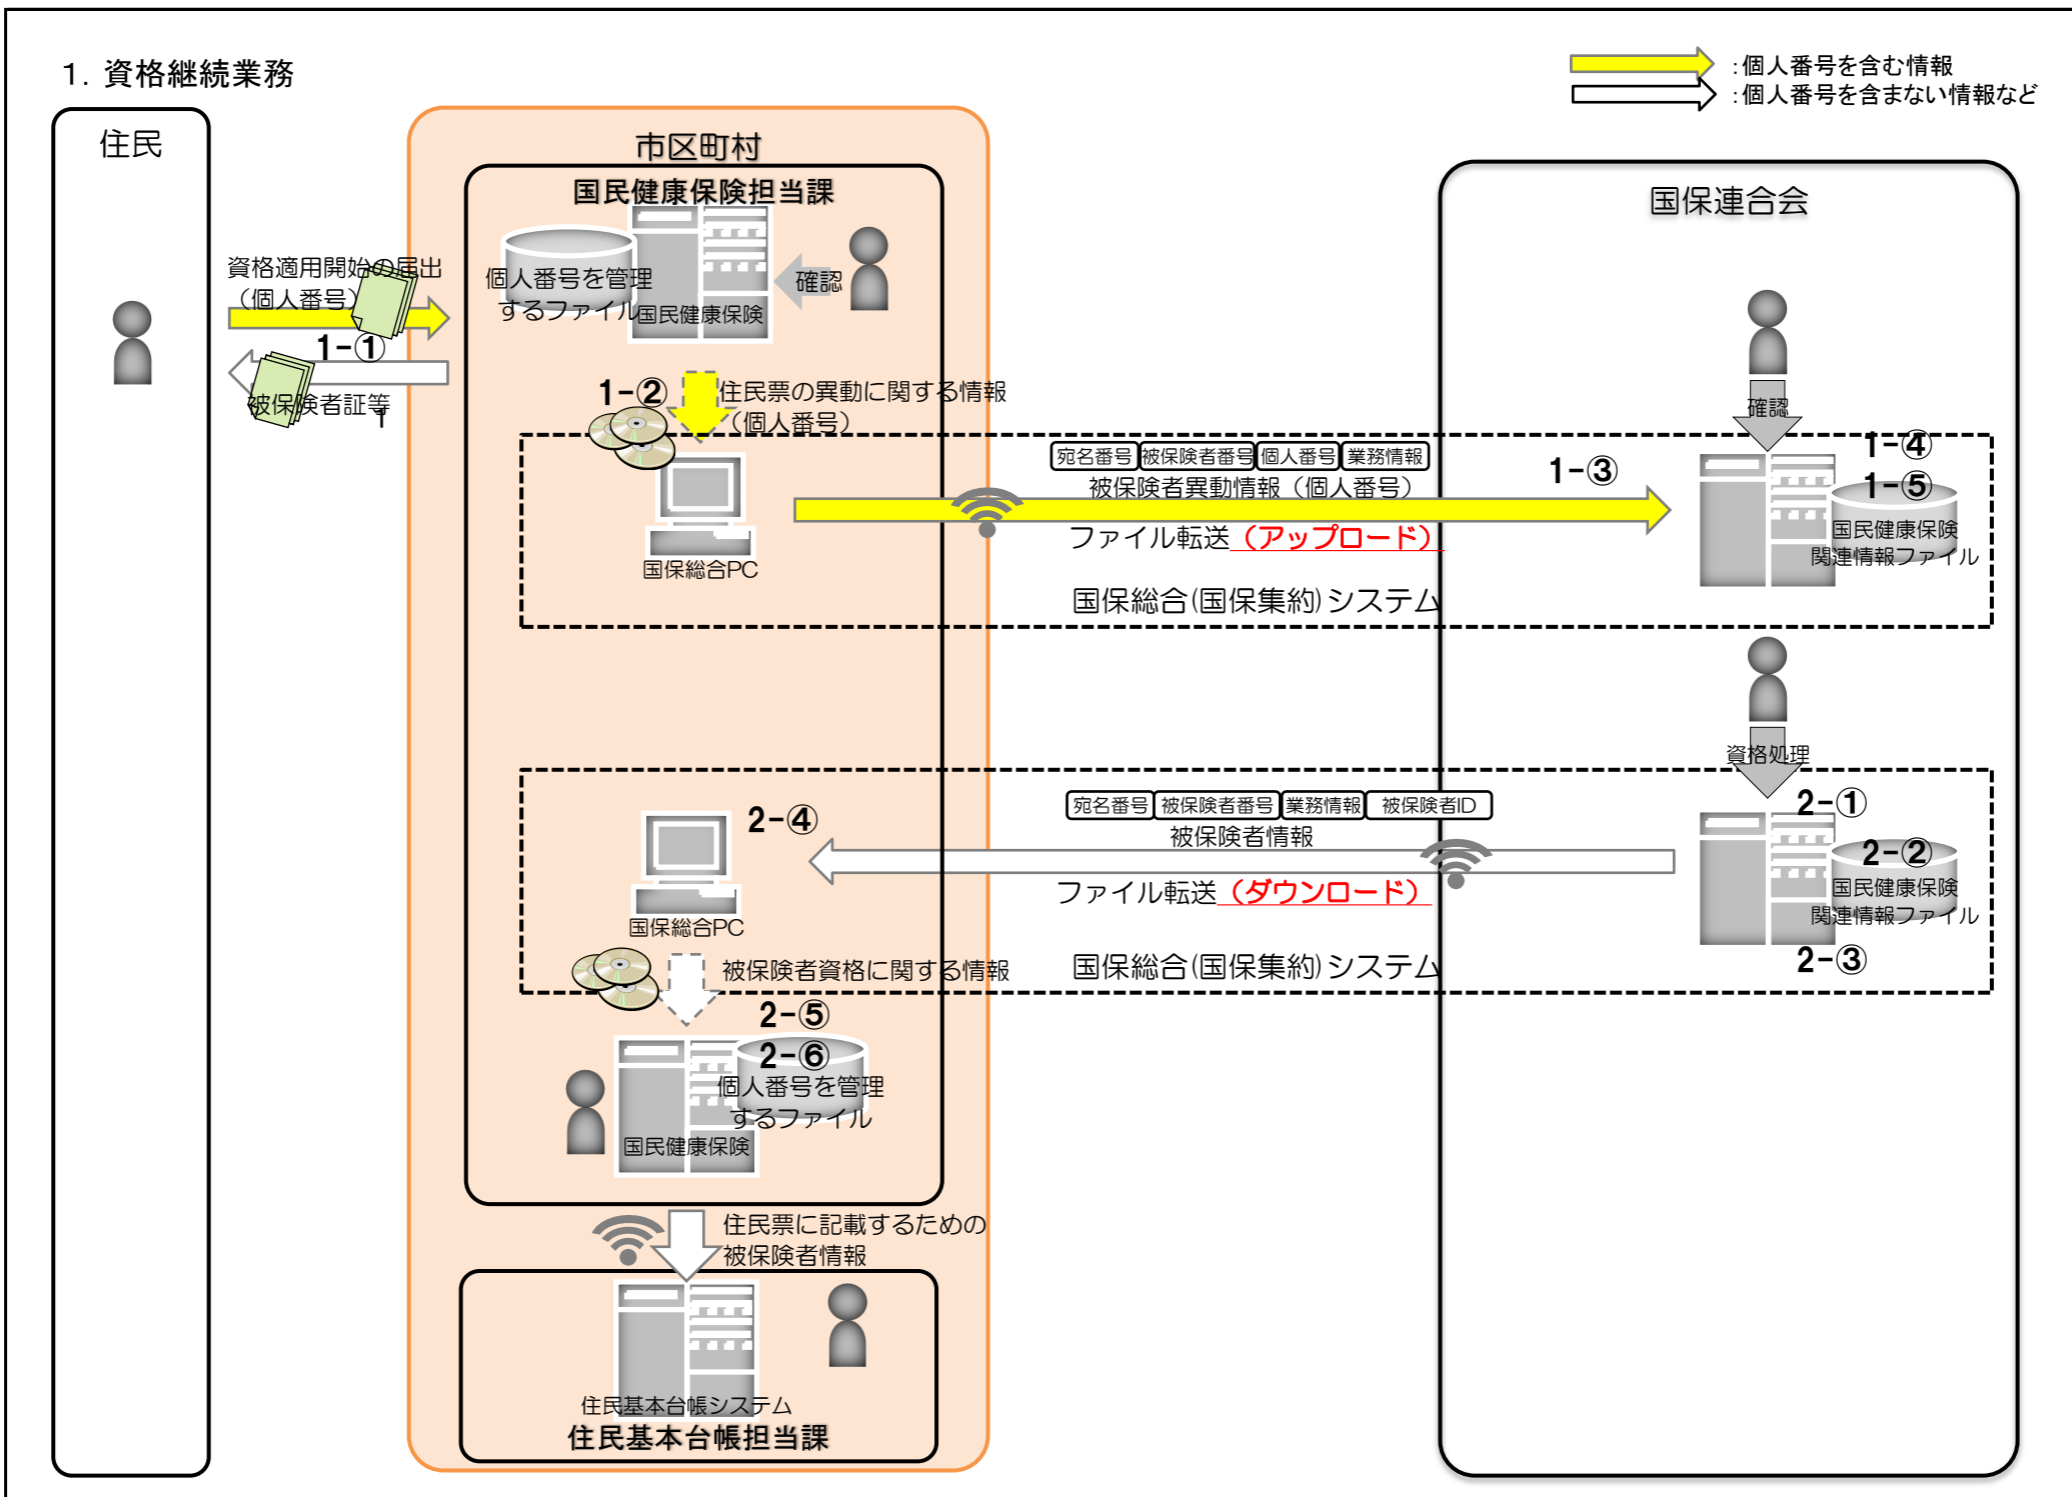 1. 資格継続業務
：個人番号を含む情報
：個人番号を含まない情報など
住民
市区町村
国民健康保険担当課
国保連合会
資格適用開始の届出
（個人番号）
1-①
被保険者証等
1
個人番号を管理
するファイル
国民健康保険
確認
1-②
住民票の異動に関する情報
（個人番号）
確認
宛名番号 被保険者番号 個人番号 業務情報
被保険者異動情報（個人番号）
1-③
1-④
1-⑤
ファイル転送（アップロード）
国保総合PC
国民健康保険
関連情報ファイル
国保総合(国保集約)システム
資格処理
宛名番号 被保険者番号 業務情報 被保険者ID
被保険者情報
2-④
2-①
2-②
ファイル転送（ダウンロード）
国保総合PC
国民健康保険
関連情報ファイル
2-③
被保険者資格に関する情報
国保総合(国保集約)システム
2-⑤
2-⑥
個人番号を管理
するファイル
国民健康保険
住民票に記載するための
被保険者情報
住民基本台帳システム
住民基本台帳担当課